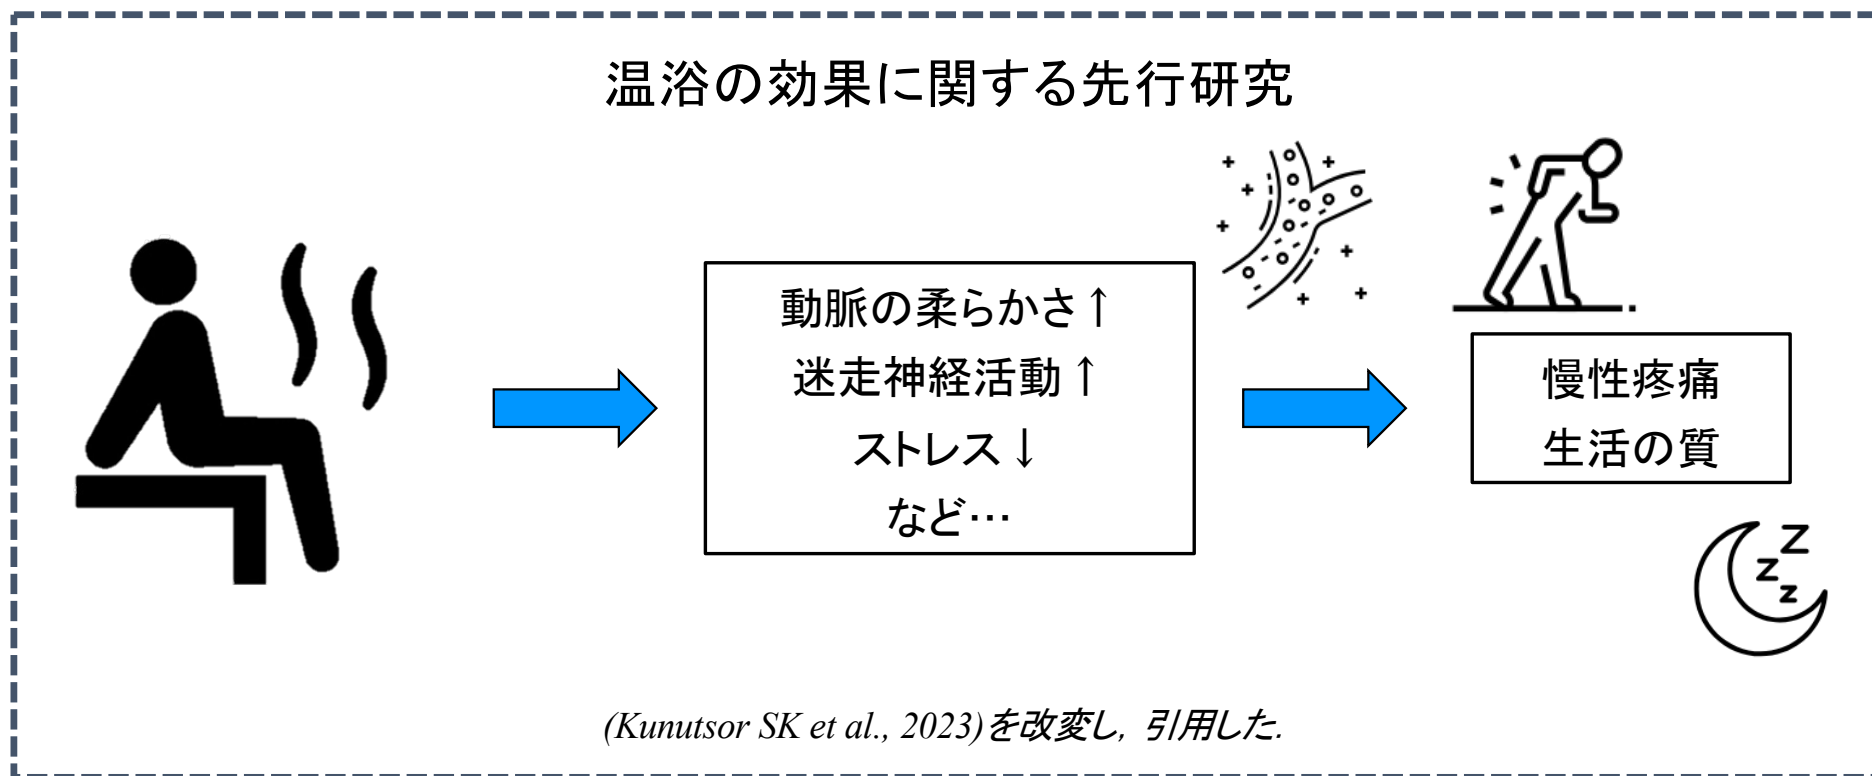 温浴の効果に関する先行研究
動脈の柔らかさ↑
迷走神経活動↑
ストレス↓
など…
慢性疼痛
生活の質
Z
z
z
(Kunutsor SK et al., 2023)を改変し, 引用した.